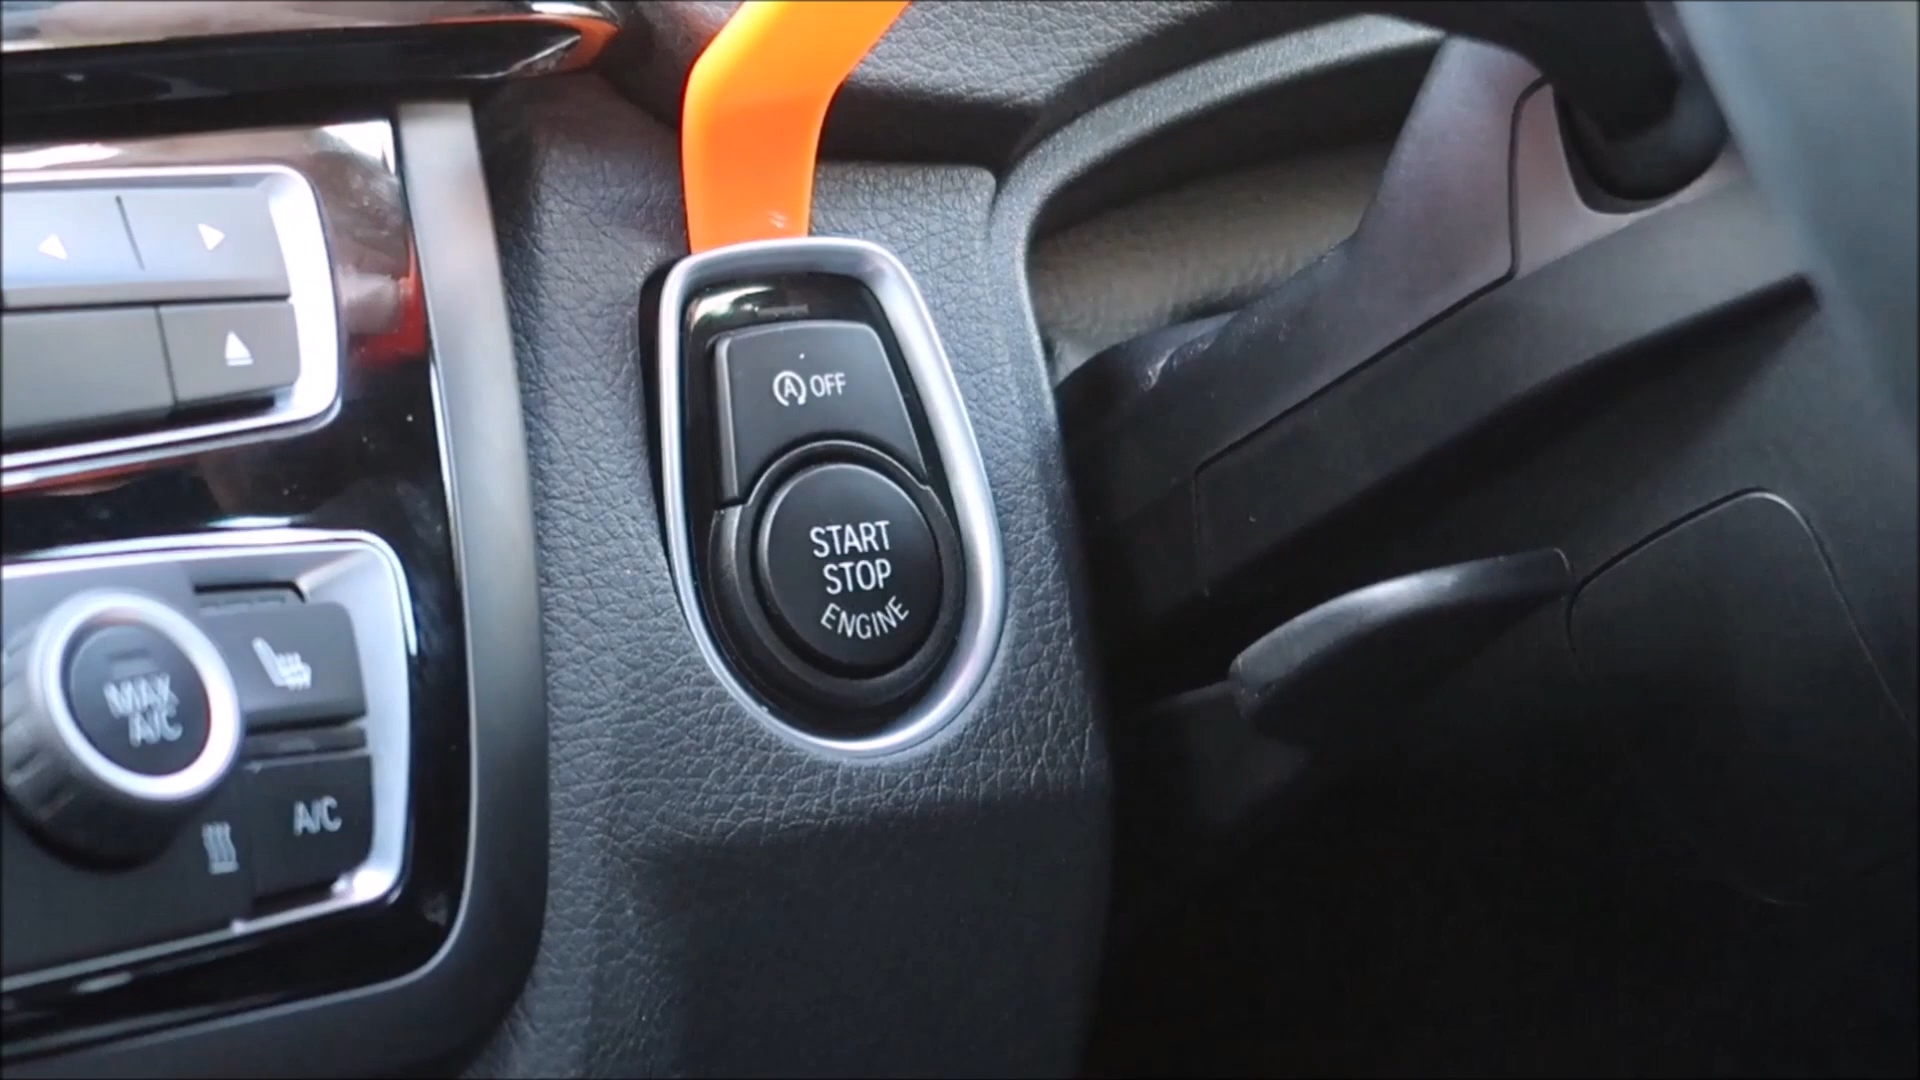 A OFF
START
STOP
ENGINE
MAX
A/C
A/C